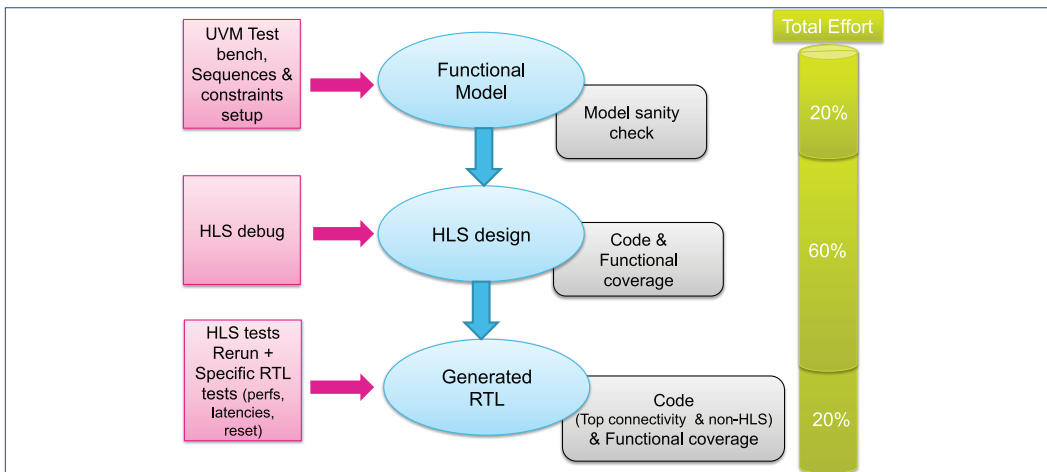 UVM Test
bench,
Sequences &
constraints
setup
Functional
Model
Model sanity
check
Total Effort
20%
HLS debug
HLS design
Code &
Functional
coverage
60%
HLS tests
Rerun +
Specific RTL
tests (perfs,
latencies,
reset)
Generated
RTL
Code
(Top connectivity & non-HLS)
& Functional coverage
20%